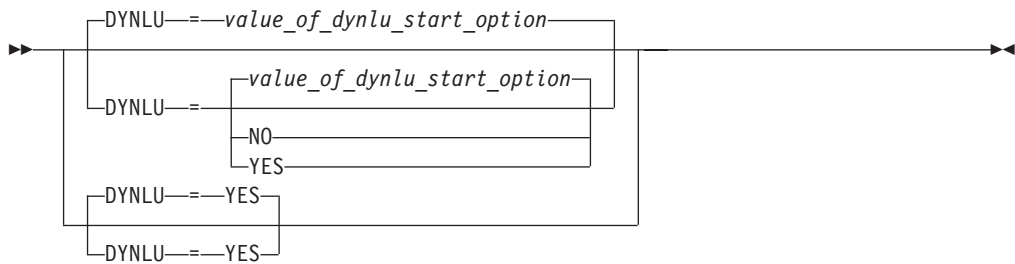 DYNLU = value_of_dynlu_start_option
value_of_dynlu_start_option
DYNLU =
NO
YES
DYNLU = YES
DYNLU = YES